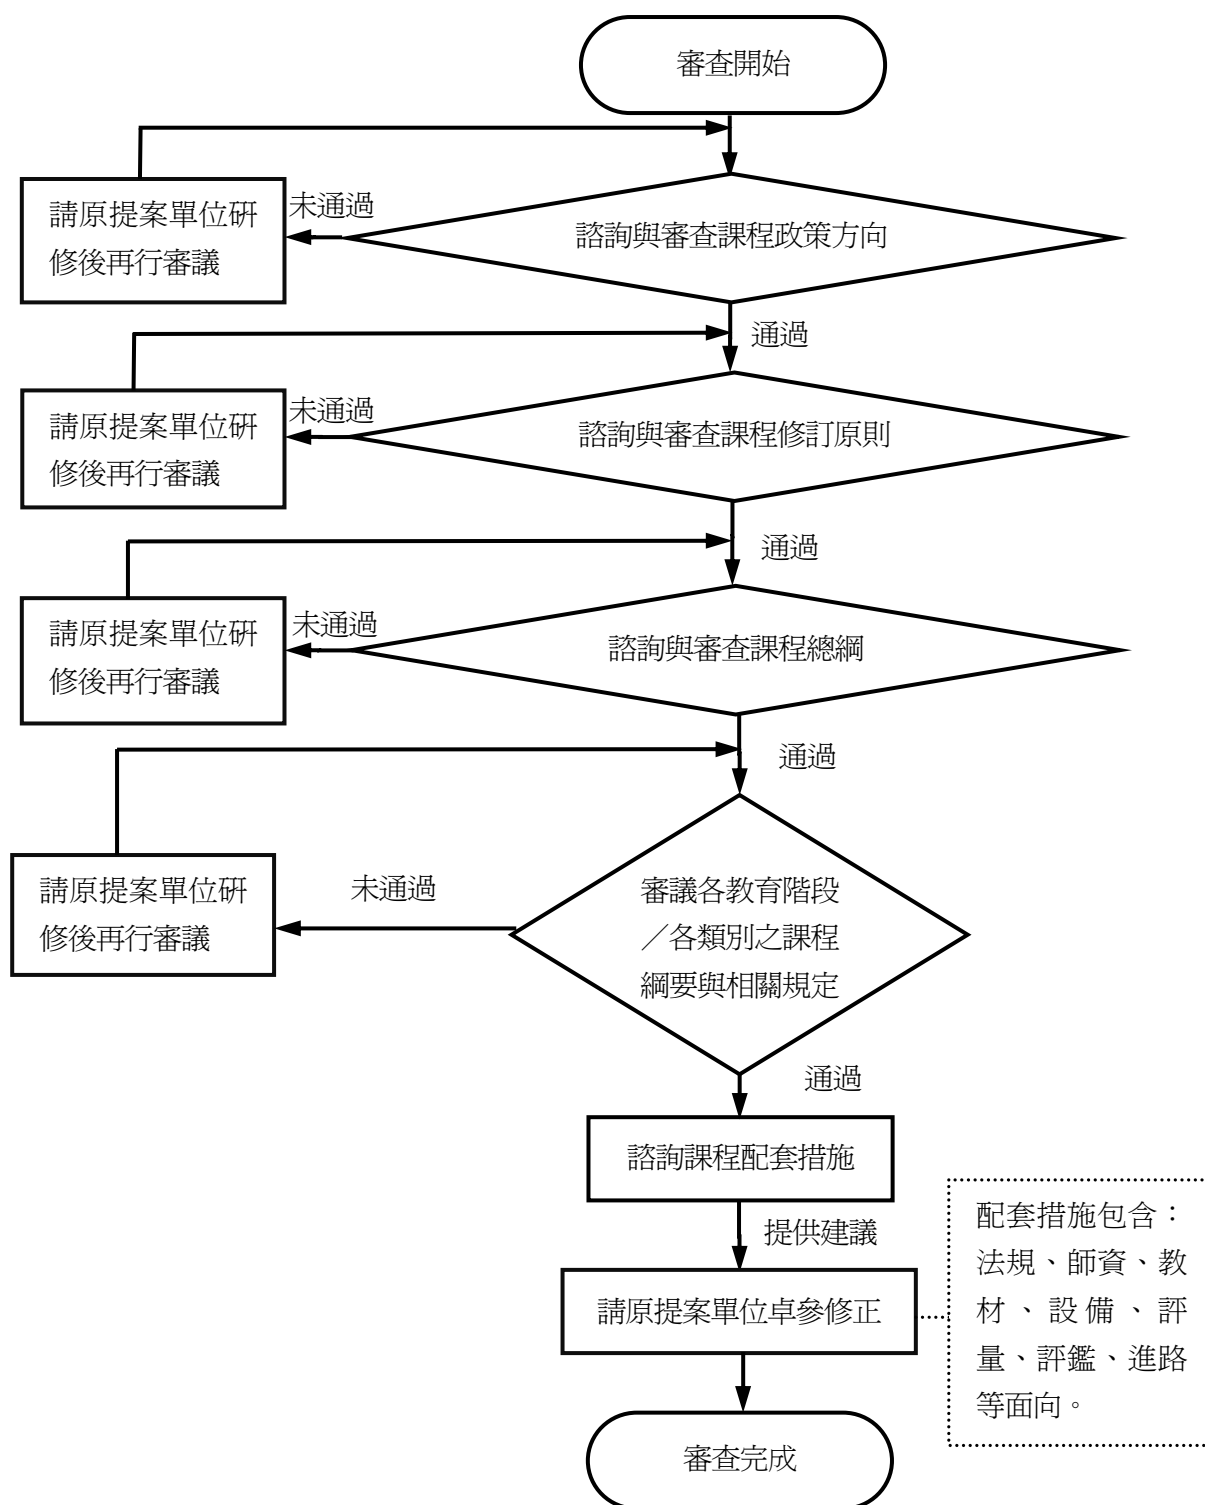 審查開始
未通過
請原提案單位研
修後再行審議
諮詢與審查課程政策方向
通過
未通過
請原提案單位研
修後再行審議
諮詢與審查課程修訂原則
通過
未通過
請原提案單位研
修後再行審議
諮詢與審查課程總綱
通過
請原提案單位研
修後再行審議
未通過
審議各教育階段
／各類別之課程
綱要與相關規定
通過
諮詢課程配套措施
提供建議
請原提案單位卓參修正
配套措施包含：
法規、師資、教
材、設備、評
量、評鑑、進路
等面向。
審查完成